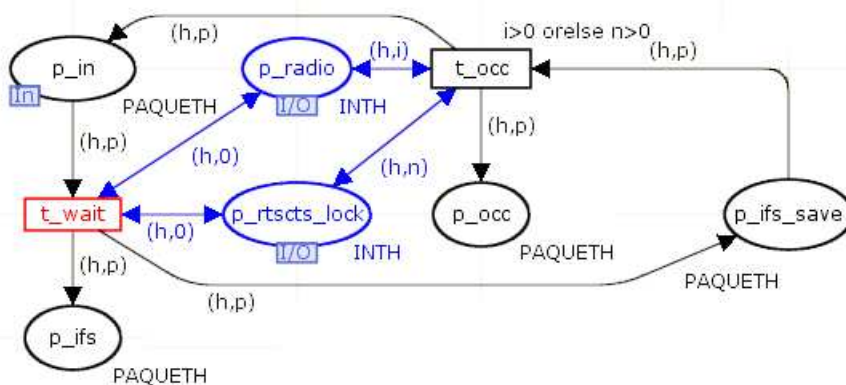 (h,p)
i>0 orelse n>0
(h,p)
p_in
p_radio
(h,i)
t_occ
In
PAQUETH
I/O
INTH
(h,p)
(h,p)
(h,0)
(h,n)
t_wait
(h,0)
p_rtscts_lock
p_occ
p_ifs_save
I/O
INTH
PAQUETH
(h,p)
(h,p)
PAQUETH
p_ifs
PAQUETH